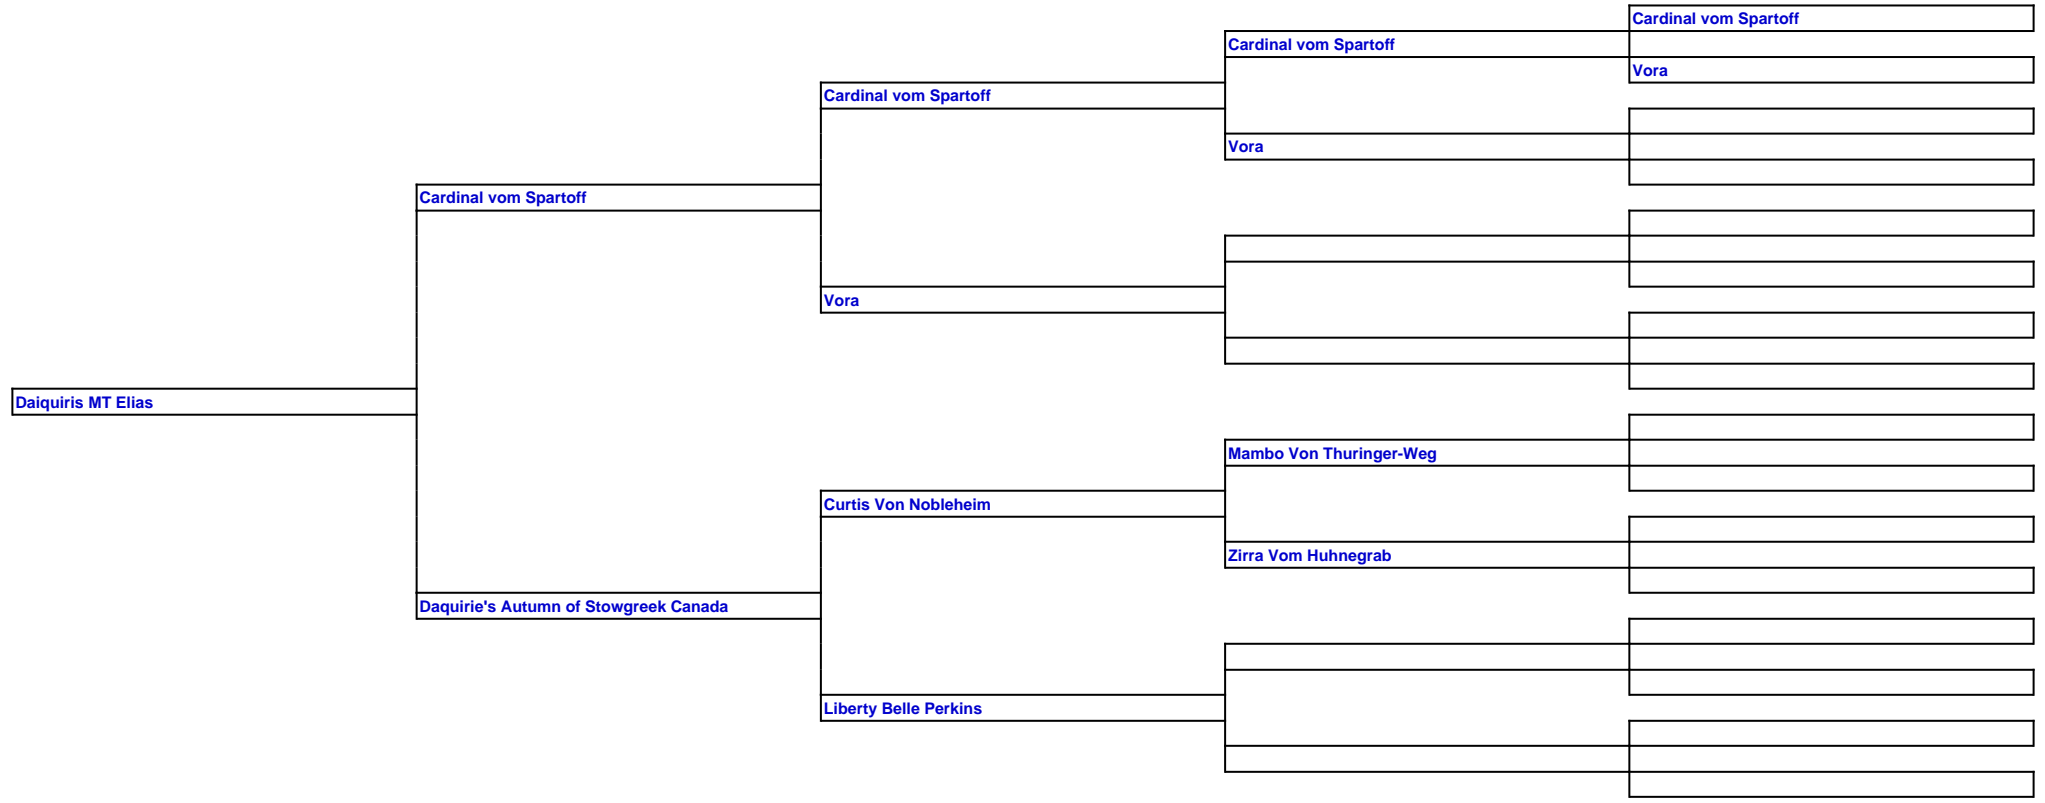 Cardinal vom Spartoff
Cardinal vom Spartoff
Vora
Cardinal vom Spartoff
Vora
Cardinal vom Spartoff
Vora
Daiquiris MT Elias
Mambo Von Thuringer-Weg
Curtis Von Nobleheim
Zirra Vom Huhnegrab
Daquirie's Autumn of Stowgreek Canada
Liberty Belle Perkins